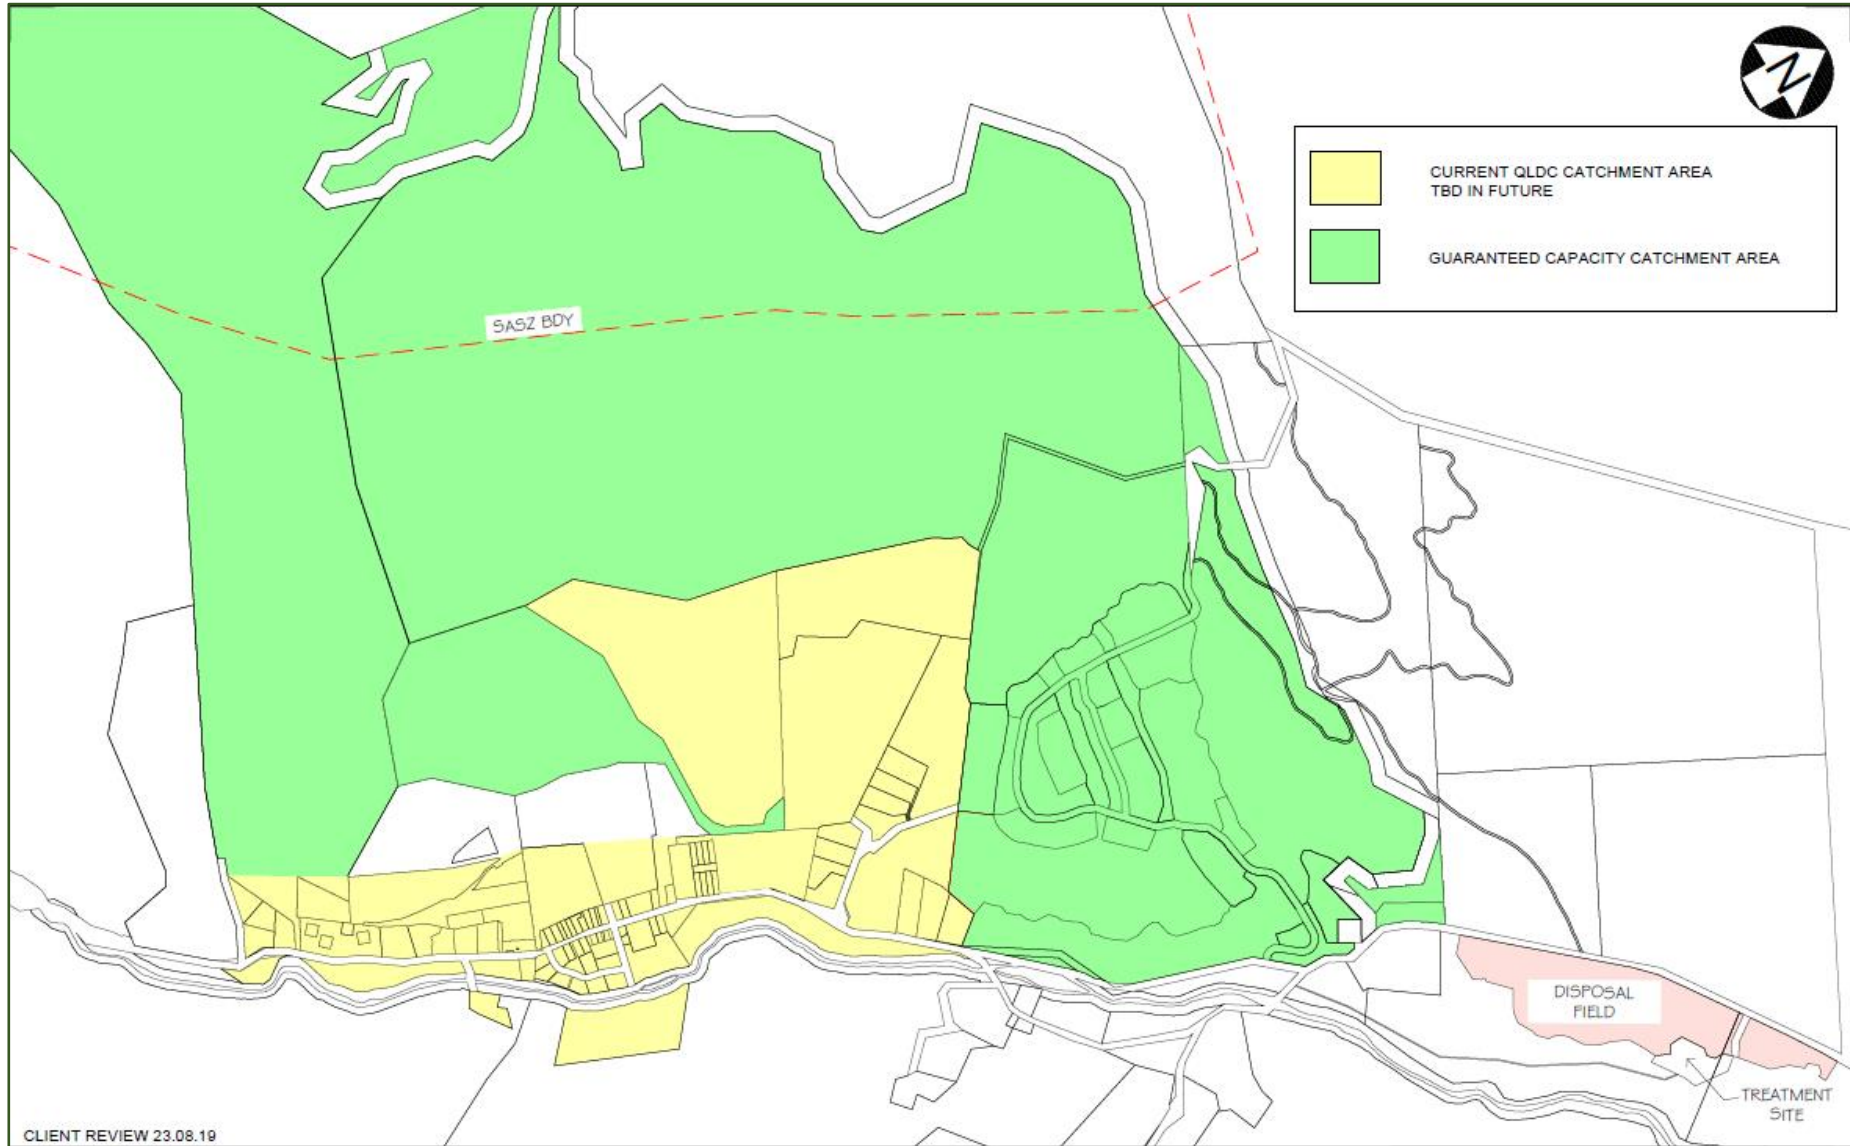 N
CURRENT QLDC CATCHMENT AREA
TBD IN FUTURE
GUARANTEED CAPACITY CATCHMENT AREA
SASZ BDY
DISPOSAL
FIELD
TREATMENT
SITE
CLIENT REVIEW 23.08.19